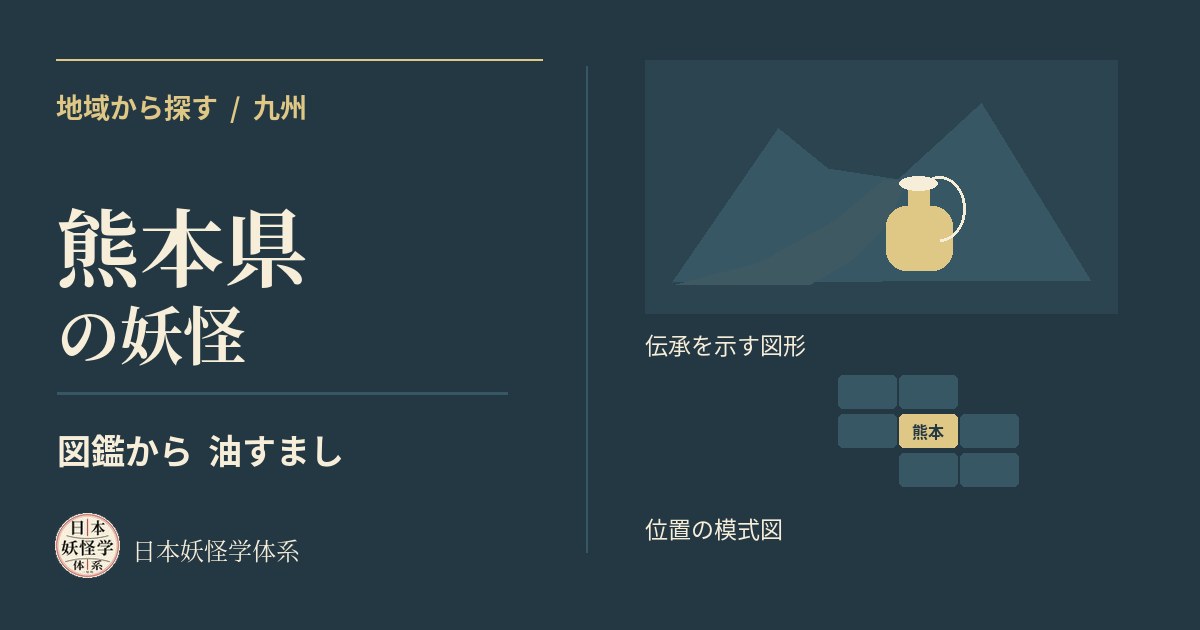 地域から探す / 九州
熊本県
の妖怪
図鑑から 油すまし
日本
妖怪学
体系
日本妖怪学体系
伝承を示す図形
熊本
位置の模式図